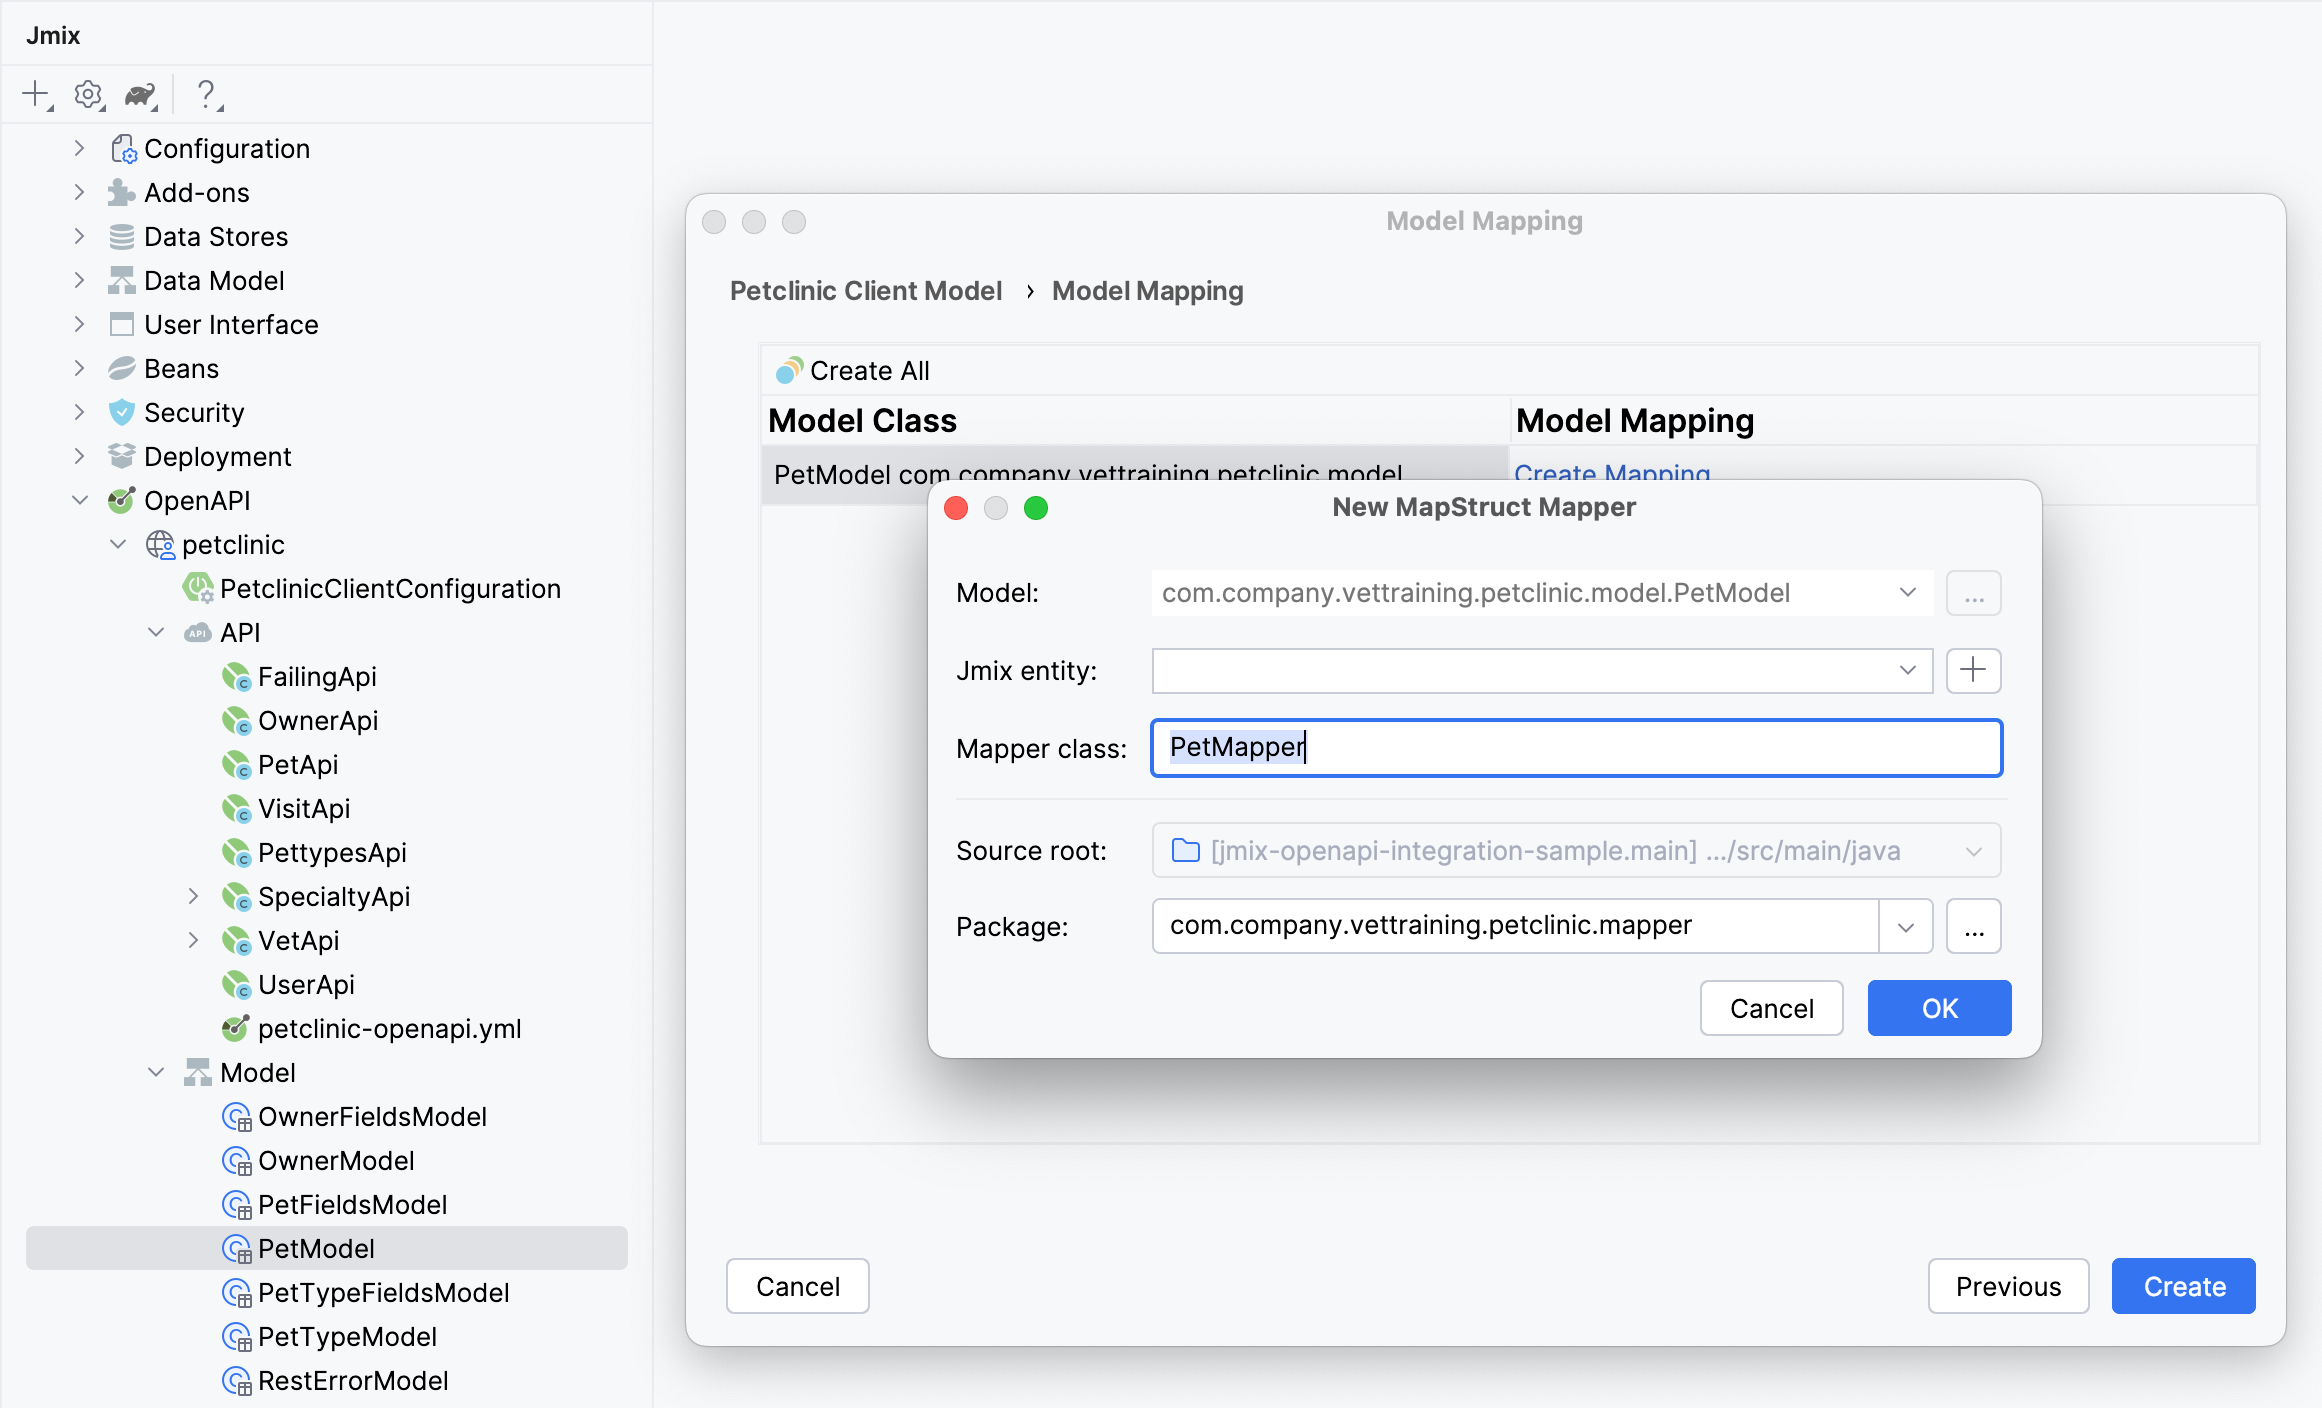 Jmix
Configuration
Add-ons
Data Stores
Data Model
User Interface
Beans
Security
Deployment
OpenAPI
petclinic
PetclinicClientConfiguration
API
FailingApi
OwnerApi
PetApi
VisitApi
PettypesApi
SpecialtyApi
VetApi
UserApi
petclinic-openapi.yml
Model
OwnerFieldsModel
OwnerModel
PetFieldsModel
PetModel
PetTypeFieldsModel
PetTypeModel
RestErrorModel
Model Mapping
Petclinic Client Model › Model Mapping
Create All
Model Class Model Mapping
PetModel com.company.vettraining.petclinic.model Create Mapping
New MapStruct Mapper
Model: com.company.vettraining.petclinic.model.PetModel ...
Jmix entity:
Mapper class: PetMapper
Source root: [jmix-openapi-integration-sample.main] .../src/main/java
Package: com.company.vettraining.petclinic.mapper ...
Cancel OK
Cancel Previous Create